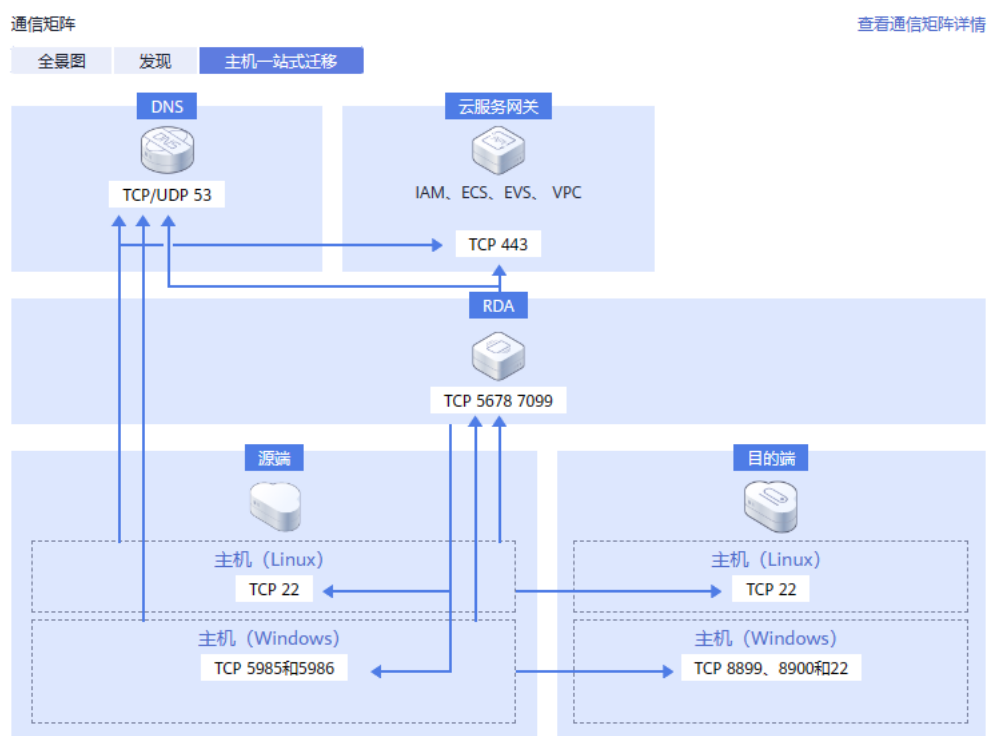 通信矩阵
查看通信矩阵详情
全景图
发现
主机一站式迁移
DNS
云服务网关
DNS
API
TCP/UDP 53
IAM、ECS、EVS、 VPC
TCP 443
RDA
TCP 5678 7099
源端
目的端
主机（Linux）
TCP 22
主机（Linux）
TCP 22
主机（Windows）
TCP 5985和5986
主机（Windows）
TCP 8899、8900和22